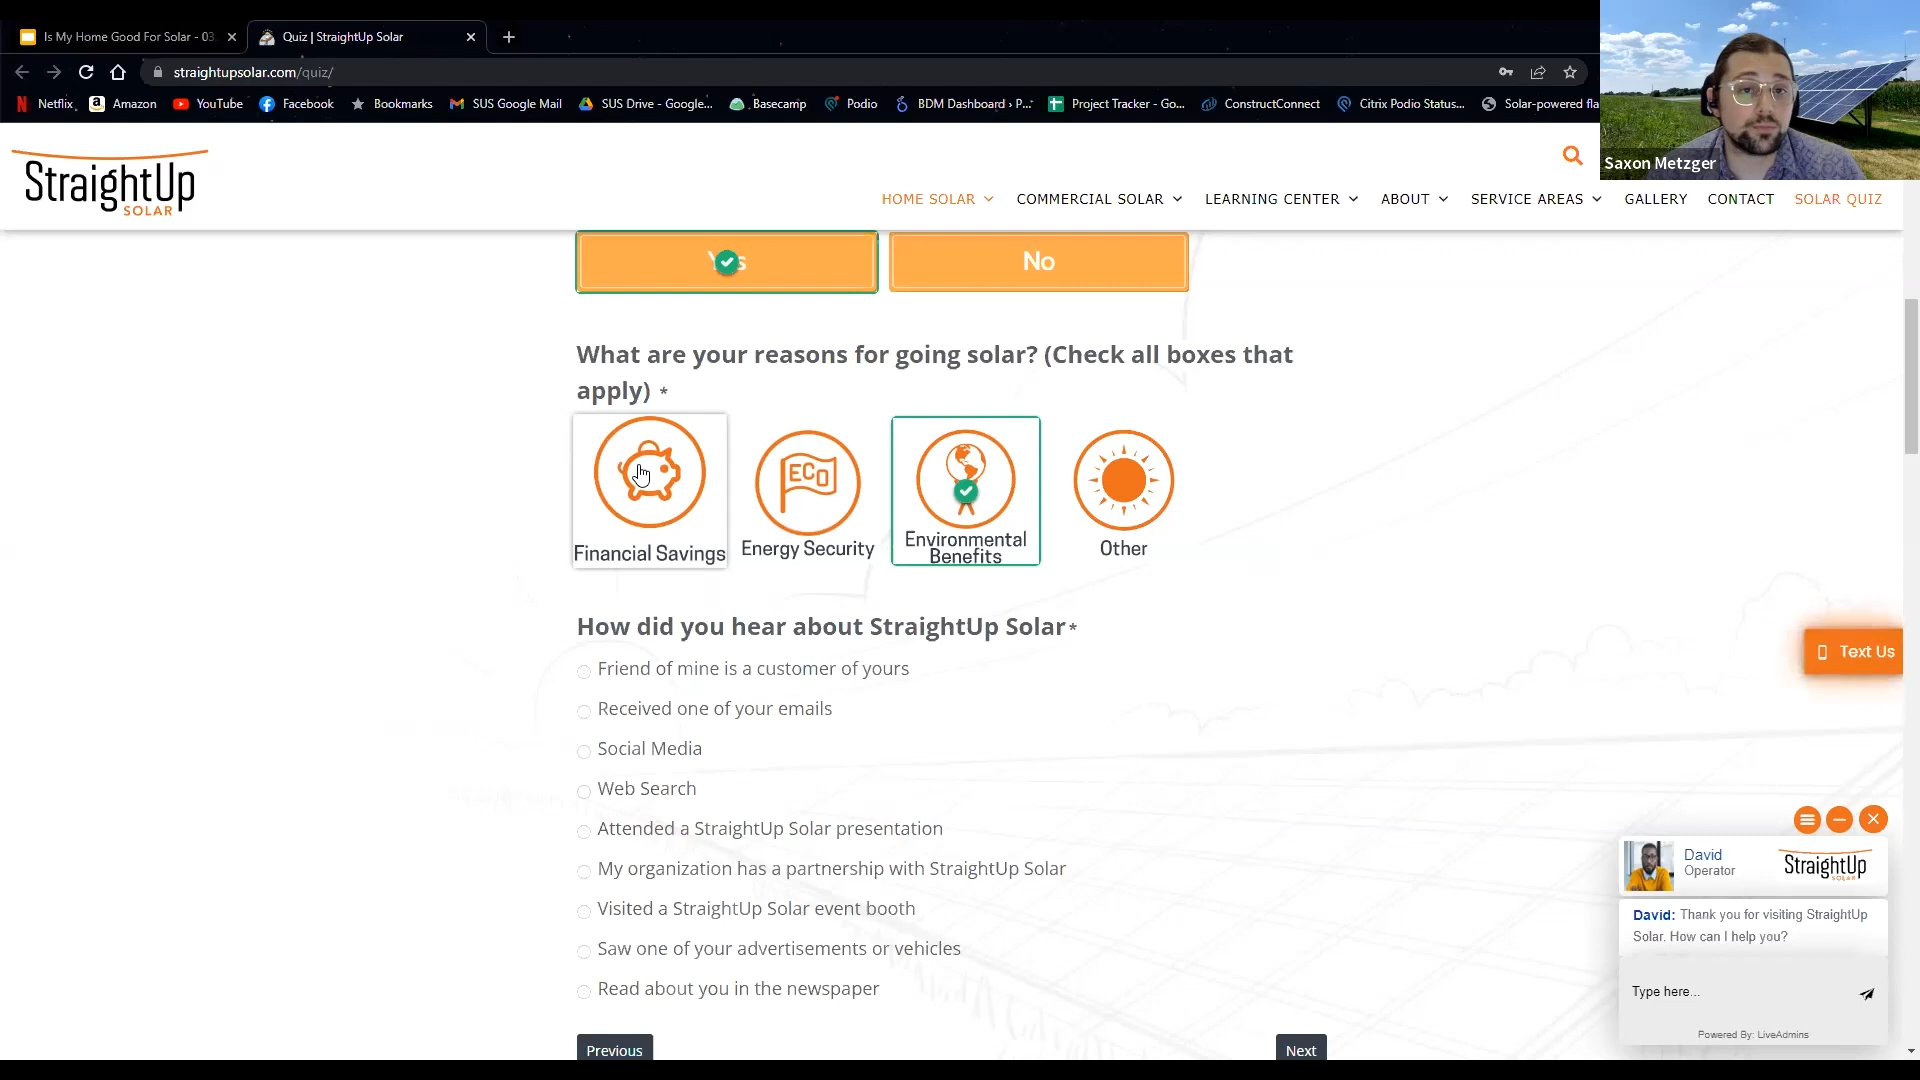 Is My Home Good For Solar - 03
Quiz | StraightUp Solar
straightupsolar.com/quiz/
Netflix
Amazon
YouTube
Facebook
Bookmarks
SUS Google Mail
SUS Drive - Google...
Basecamp
Podio
BDM Dashboard › P...
Project Tracker - Go...
ConstructConnect
Citrix Podio Status...
Solar-powered fla
Saxon Metzger
StraightUp
SOLAR
HOME SOLAR
COMMERCIAL SOLAR
LEARNING CENTER
ABOUT
SERVICE AREAS
GALLERY
CONTACT
SOLAR QUIZ
Yes
No
What are your reasons for going solar? (Check all boxes that
apply) *
ECO
Financial Savings
Energy Security
Environmental
Benefits
Other
How did you hear about StraightUp Solar*
Friend of mine is a customer of yours
Received one of your emails
Social Media
Web Search
Attended a StraightUp Solar presentation
My organization has a partnership with StraightUp Solar
Visited a StraightUp Solar event booth
Saw one of your advertisements or vehicles
Read about you in the newspaper
Previous
Next
Text Us
David
Operator
StraightUp
SOLAR
David: Thank you for visiting StraightUp
Solar. How can I help you?
Type here...
Powered By: LiveAdmins